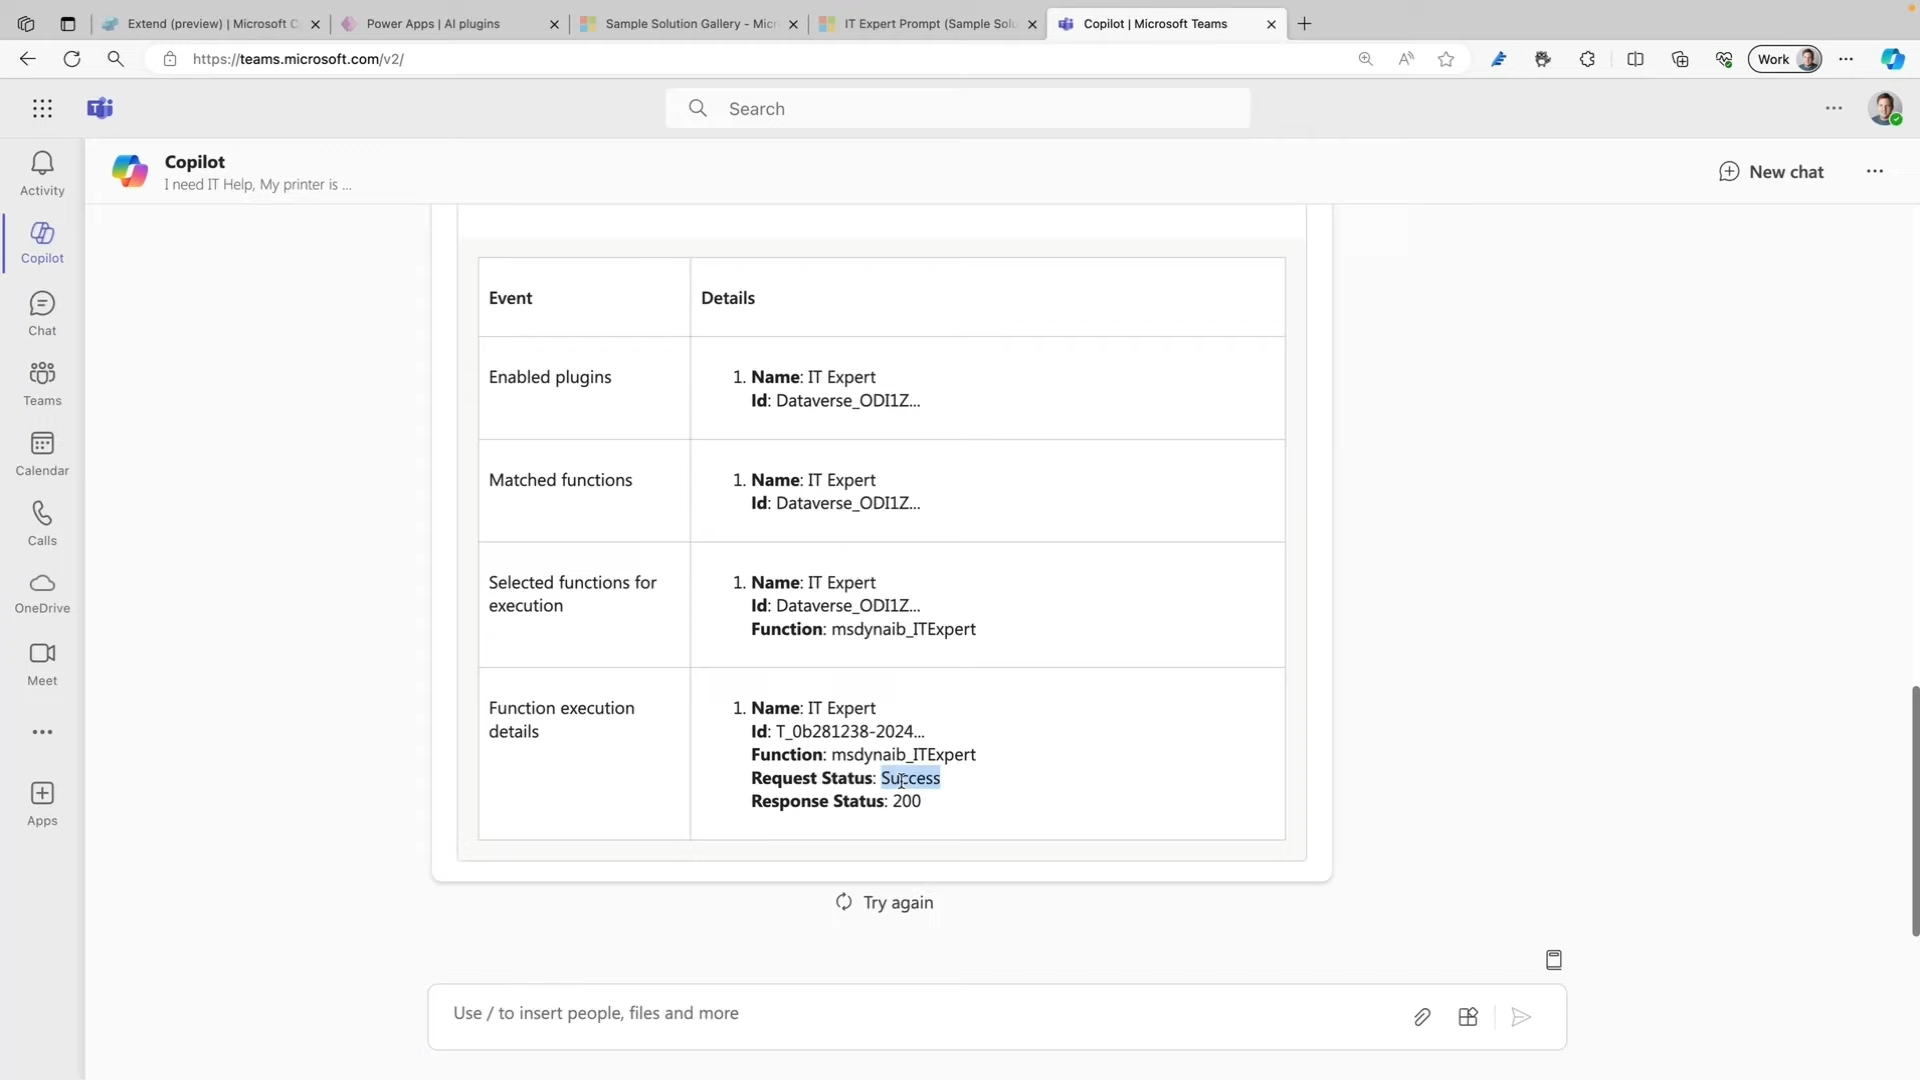 Extend (preview) | Microsoft C
Power Apps | AI plugins
Sample Solution Gallery - Micr
IT Expert Prompt (Sample Solu
Copilot | Microsoft Teams
https://teams.microsoft.com/v2/
Work
Search
Activity
Copilot
Chat
Teams
Calendar
Calls
OneDrive
Meet
Apps
Copilot
I need IT Help, My printer is ...
New chat
Event
Details
Enabled plugins
1. Name: IT Expert
Id: Dataverse_ODI1Z...
Matched functions
1. Name: IT Expert
Id: Dataverse_ODI1Z...
Selected functions for
execution
1. Name: IT Expert
Id: Dataverse_ODI1Z...
Function: msdynaib_ITExpert
Function execution
details
1. Name: IT Expert
Id: T_0b281238-2024...
Function: msdynaib_ITExpert
Request Status: Success
Response Status: 200
Try again
Use / to insert people, files and more